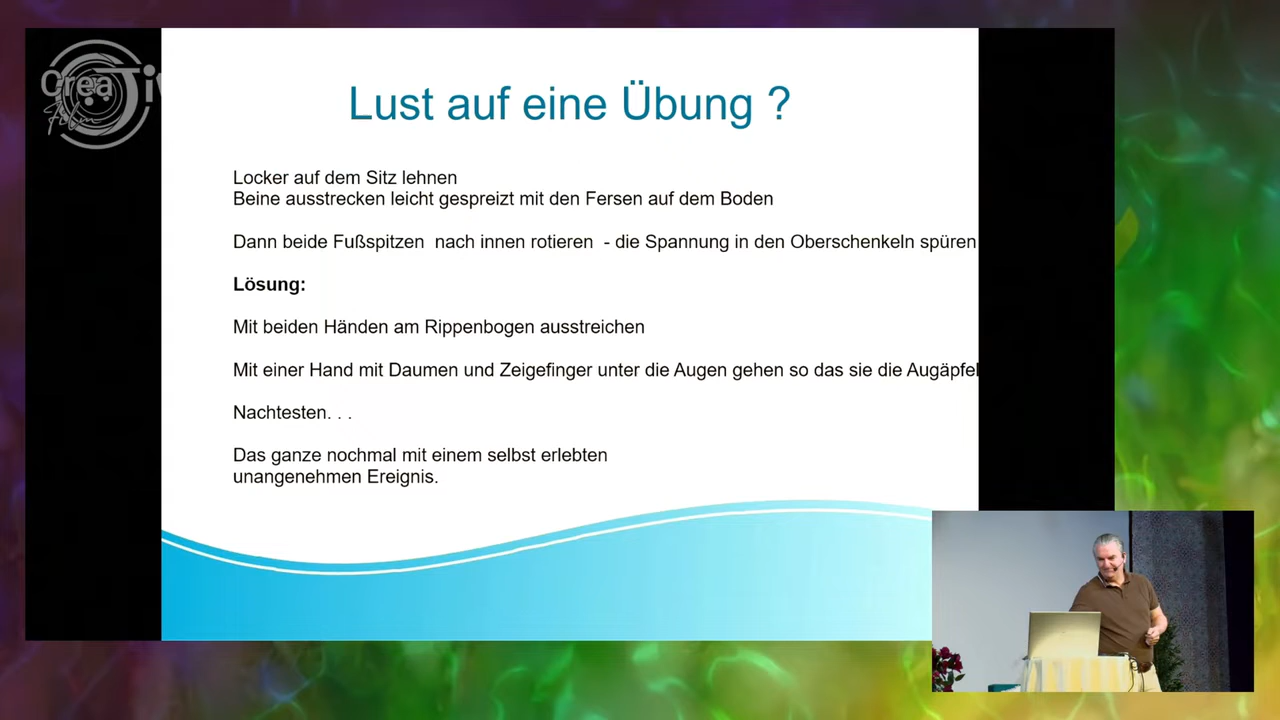 Crea
Film
Lust auf eine Übung ?
Locker auf dem Sitz lehnen
Beine ausstrecken leicht gespreizt mit den Fersen auf dem Boden
Dann beide Fußspitzen nach innen rotieren - die Spannung in den Oberschenkeln spüren
Lösung:
Mit beiden Händen am Rippenbogen ausstreichen
Mit einer Hand mit Daumen und Zeigefinger unter die Augen gehen so das sie die Augäpfel
Nachtesten. . .
Das ganze nochmal mit einem selbst erlebten
unangenehmen Ereignis.